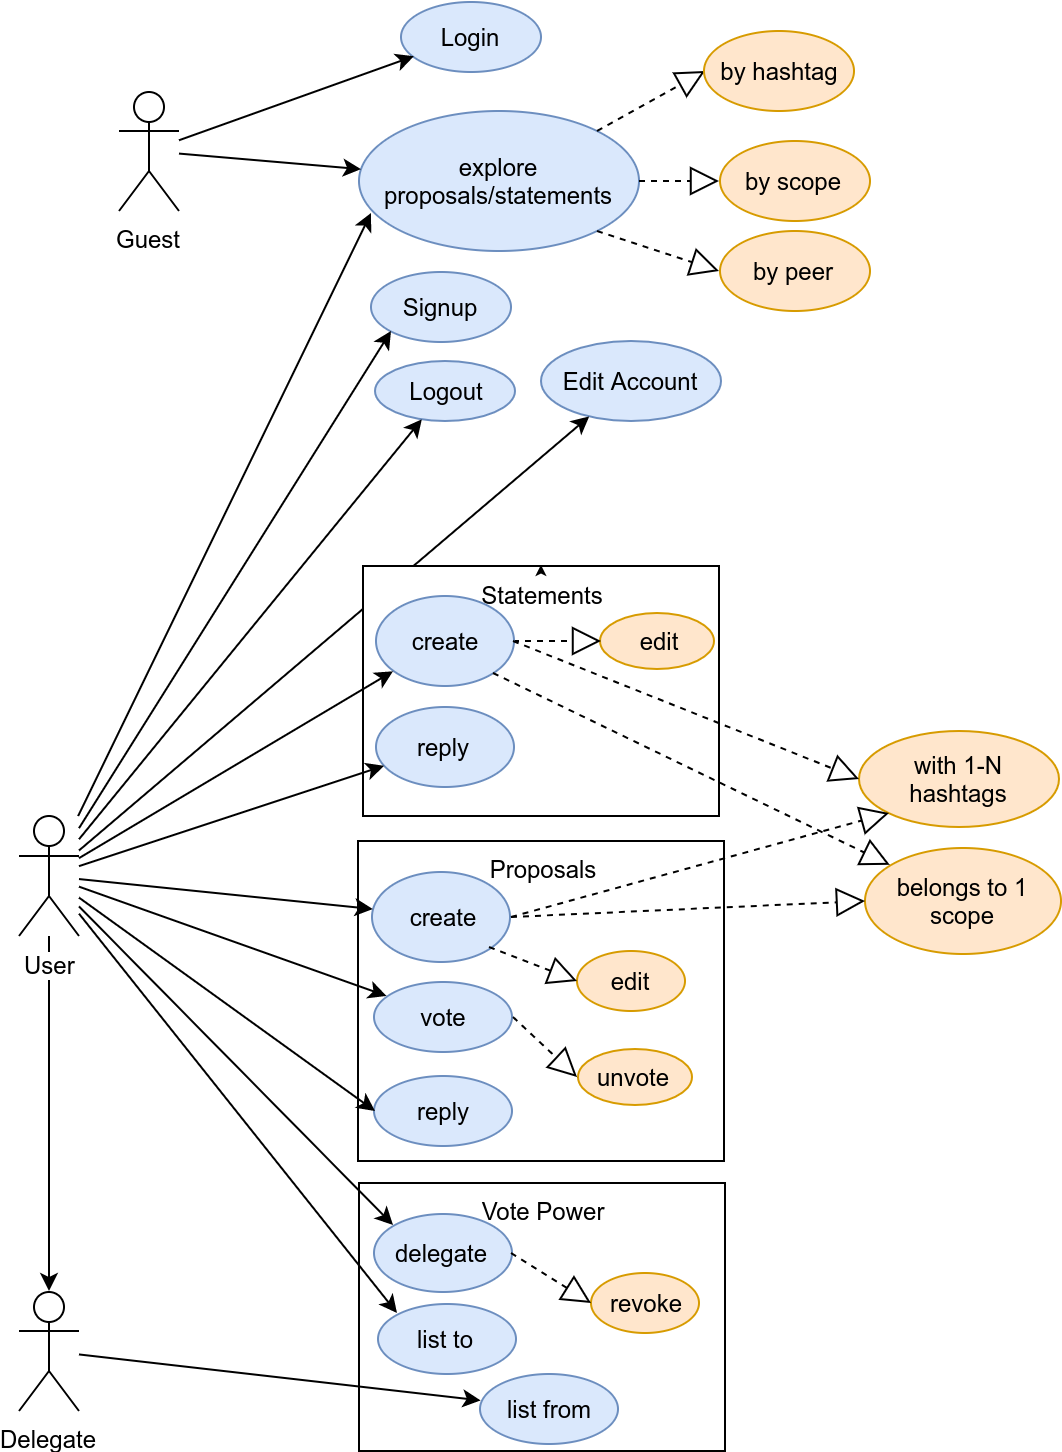 Login
by hashtag
explore
proposals/statements
by scope
Guest
by peer
Signup
Edit Account
Logout
Statements
create
edit
reply
with 1-N
hashtags
Proposals
belongs to 1
scope
create
User
edit
vote
unvote
reply
Vote Power
delegate
revoke
list to
list from
Delegate